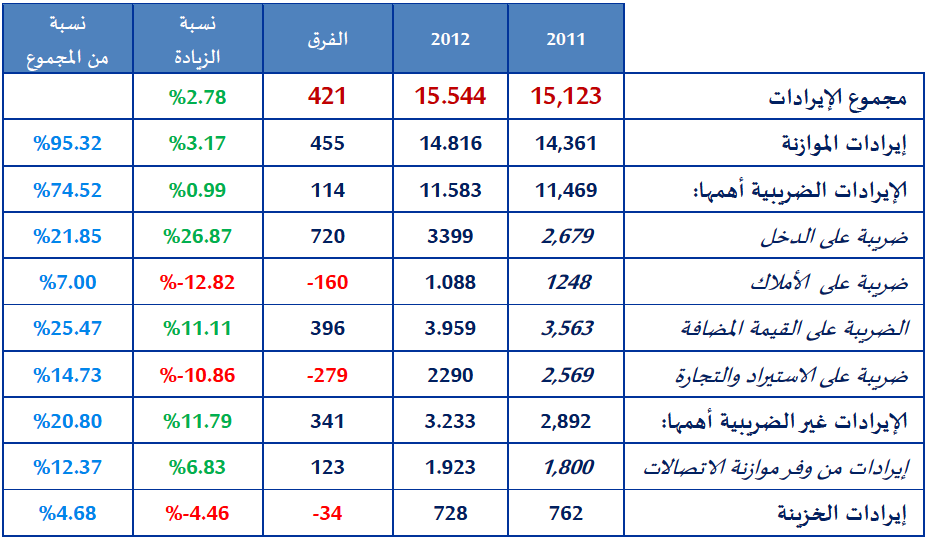 2011 2012 الفرق نسبة الزيادة نسبة من المجموع
مجموع الإيرادات 15,123 15.544 421 %2.78
إيرادات الموازنة 14,361 14.816 455 %3.17 %95.32
الإيرادات الضريبية أهمها: 11,469 11.583 114 %0.99 %74.52
ضريبة على الدخل 2,679 3399 720 %26.87 %21.85
ضريبة على الأملاك 1248 1.088 -160 %-12.82 %7.00
الضريبة على القيمة المضافة 3,563 3.959 396 %11.11 %25.47
ضريبة على الاستيراد والتجارة 2,569 2290 -279 %-10.86 %14.73
الإيرادات غير الضريبية أهمها: 2,892 3.233 341 %11.79 %20.80
إيرادات من وفر موازنة الاتصالات 1,800 1.923 123 %6.83 %12.37
إيرادات الخزينة 762 728 -34 %-4.46 %4.68